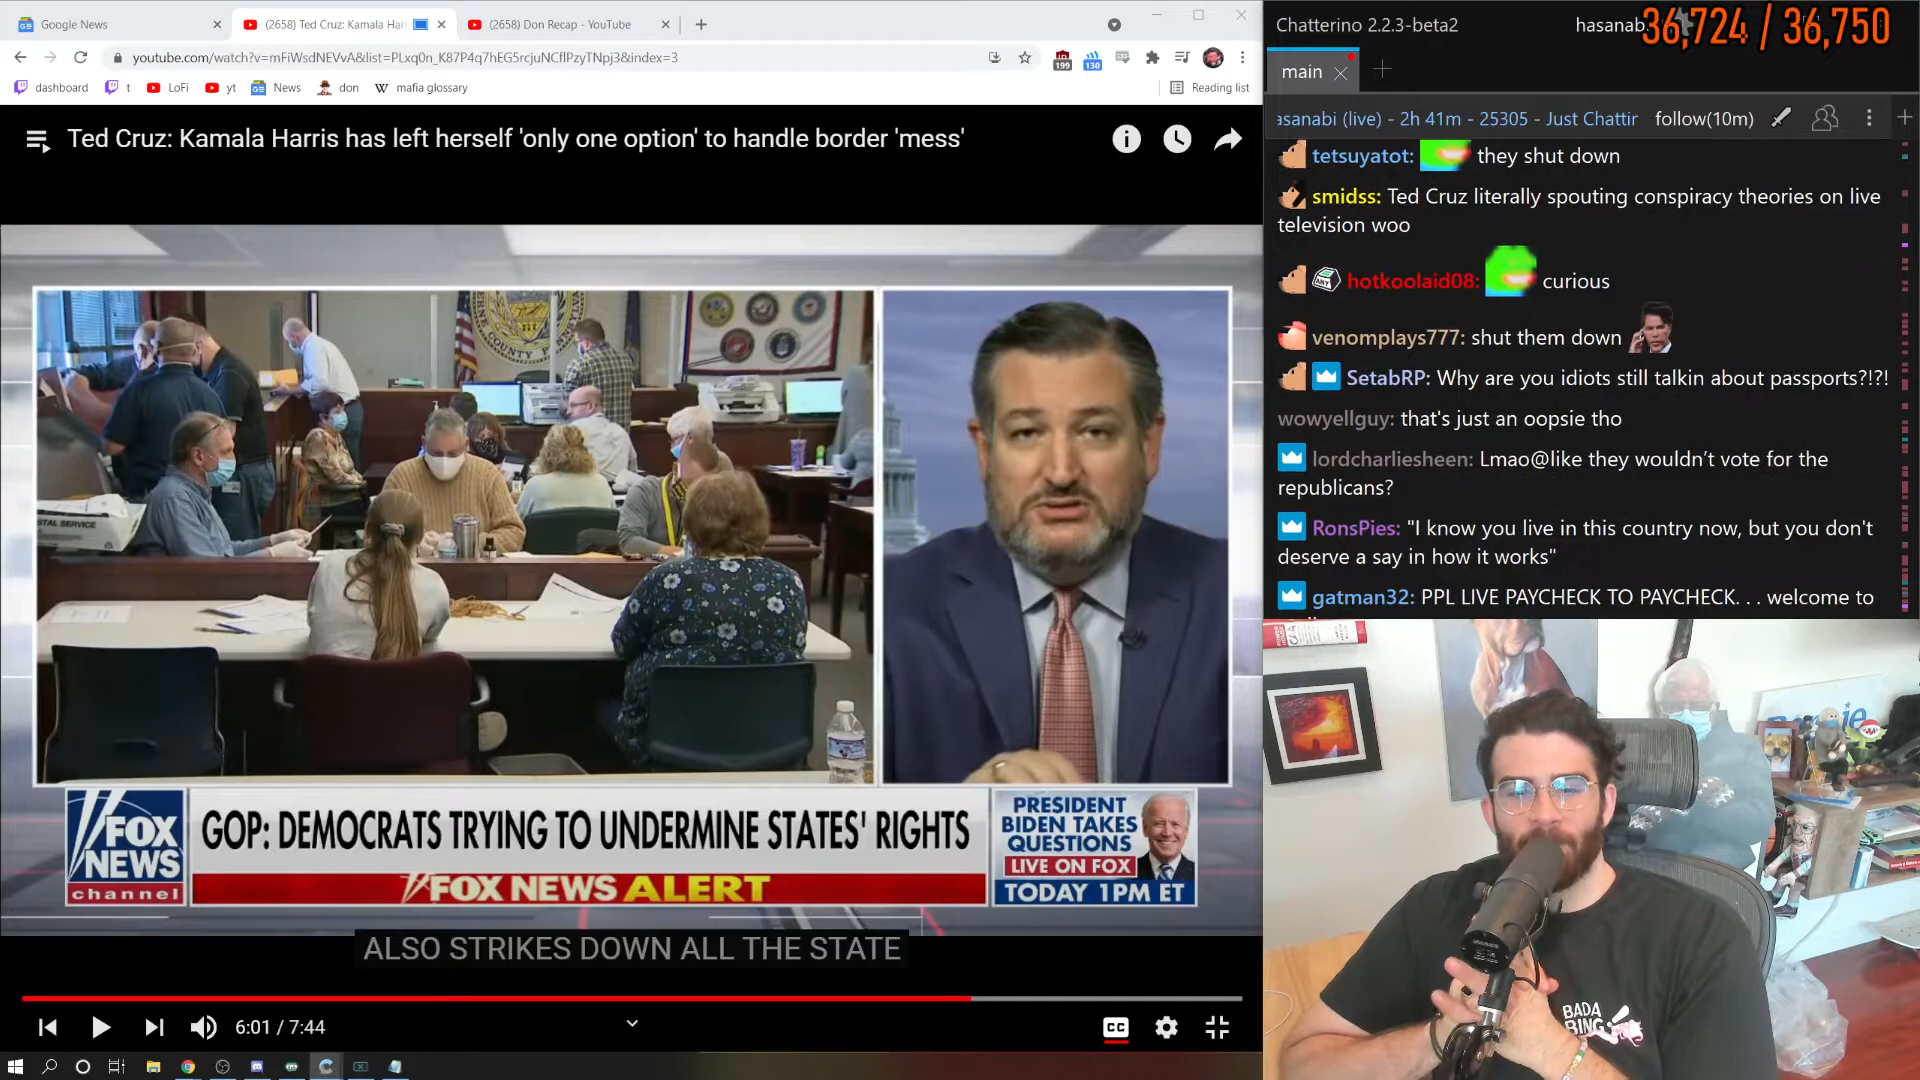 Google News
(2658) Ted Cruz: Kamala Har
(2658) Don Recap - YouTube
youtube.com/watch?v=mFiWsdNEVvA&list=PLxq0n_K87P4q7hEG5rcjuNCflPzyTNpj3&index=3
199
130
dashboard
t
LoFi
yt
News
don
W mafia glossary
Reading list
Ted Cruz: Kamala Harris has left herself 'only one option' to handle border 'mess'
COUNTY
TAL SERVICE
FOX NEWS channel
GOP: DEMOCRATS TRYING TO UNDERMINE STATES' RIGHTS
FOX NEWS ALERT
PRESIDENT
BIDEN TAKES
QUESTIONS
LIVE ON FOX
TODAY 1PM ET
ALSO STRIKES DOWN ALL THE STATE
6:01 / 7:44
CC
Chatterino 2.2.3-beta2
hasanab
36,724 / 36,750
main
asanabi (live) - 2h 41m - 25305 - Just Chattir
follow(10m)
tetsuyatot: they shut down
smidss: Ted Cruz literally spouting conspiracy theories on live
television woo
hotkoolaid08: curious
venomplays777: shut them down
SetabRP: Why are you idiots still talkin about passports?!?!
wowyellguy: that's just an oopsie tho
lordcharliesheen: Lmao@like they wouldn't vote for the
republicans?
RonsPies: "I know you live in this country now, but you don't
deserve a say in how it works"
gatman32: PPL LIVE PAYCHECK TO PAYCHECK. . . welcome to
BADA
BING